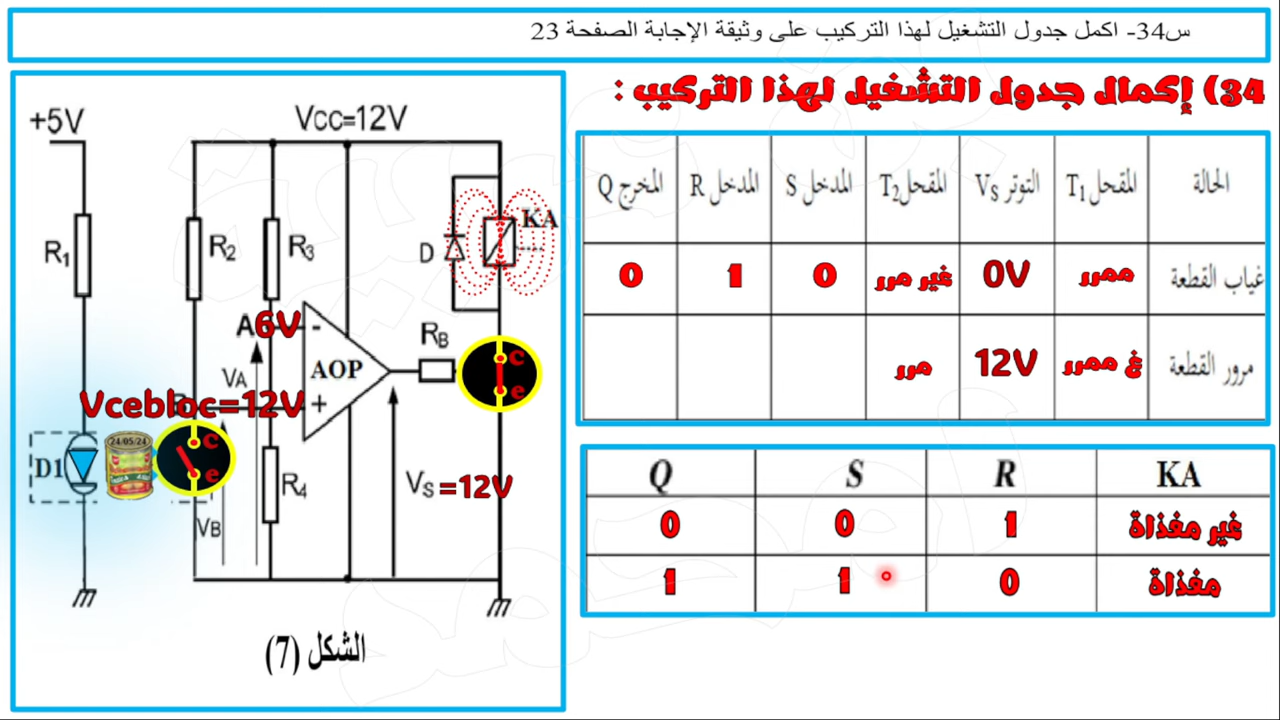 س34- اكمل جدول التشغيل لهذا التركيب على وثيقة الإجابة الصفحة 23
34) إكمال جدول التشغيل لهذا التركيب :
الحالة المقحل T1 التوتر VS المقحل T2 المدخل S المدخل R المخرج Q
غياب القطعة ممرر 0V غير مرر 0 1 0
مرور القطعة غ ممرر 12V مرر
KA R S Q
غير مغذاة 1 0 0
مغذاة 0 1 1
+5V
VCC=12V
R1
R2
R3
D
KA
A6V
-
AOP
RB
c
e
VA
Vcebloc=12V
+
D1
24/05/24
c
e
R4
VS =12V
VB
الشكل (7)